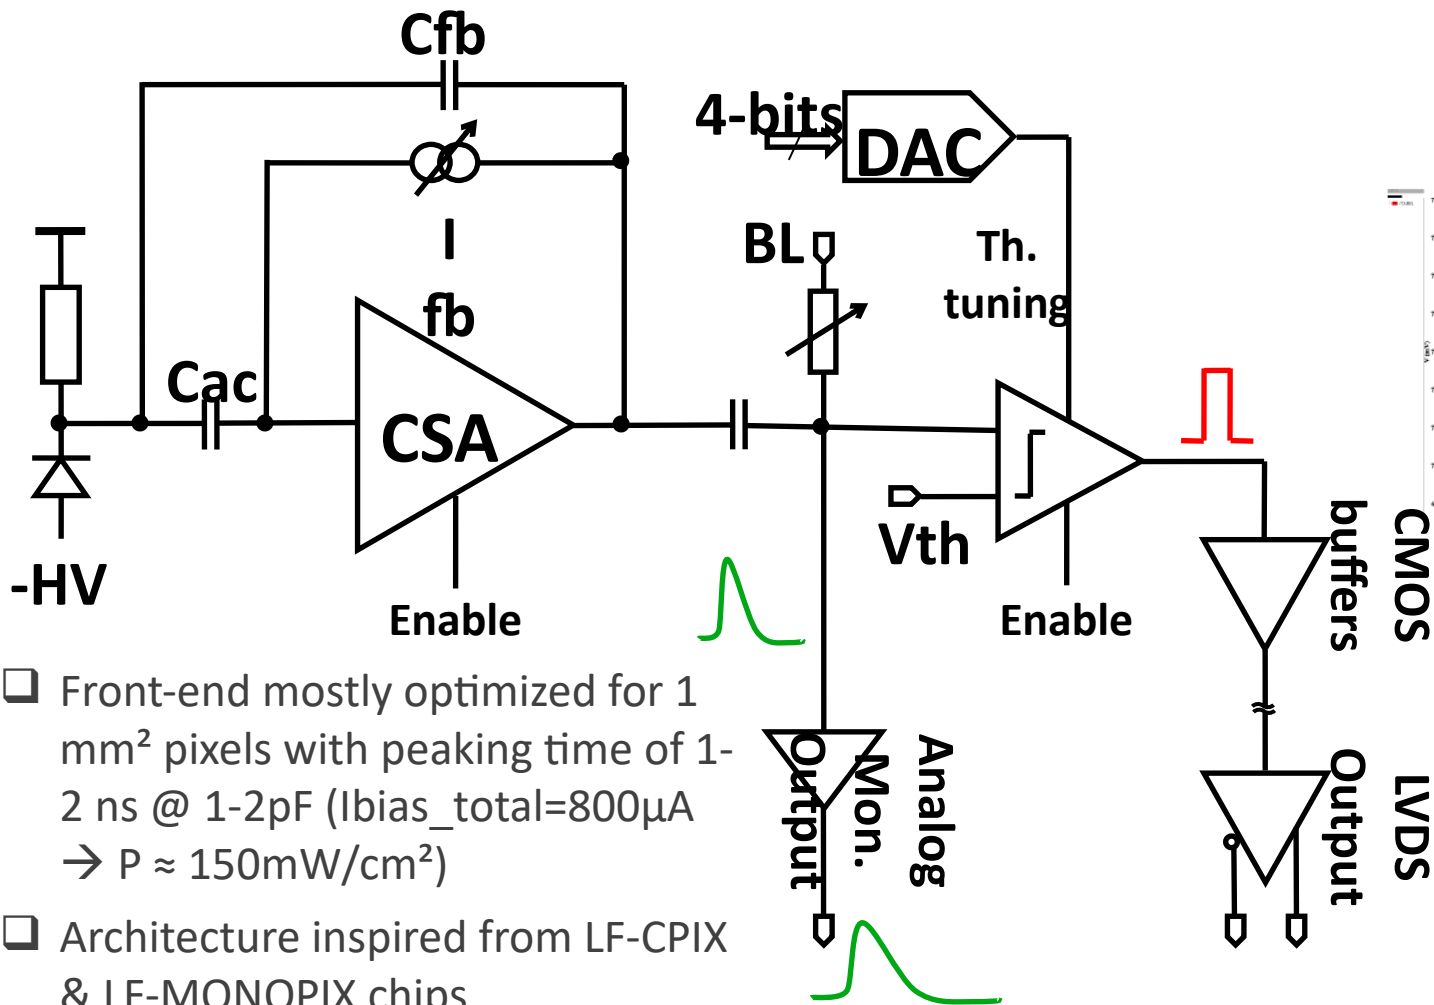 Cfb
4-bits
DAC
I
fb
BL
Th.
tuning
Cac
CSA
Vth
-HV
Enable
Enable
CMOS
buffers
Analog
Mon.
Output
LVDS
Output
❑ Front-end mostly optimized for 1
mm² pixels with peaking time of 1-
2 ns @ 1-2pF (Ibias_total=800µA
→ P ≈ 150mW/cm²)
❑ Architecture inspired from LF-CPIX
& LF-MONOPIX chips
V (mV)